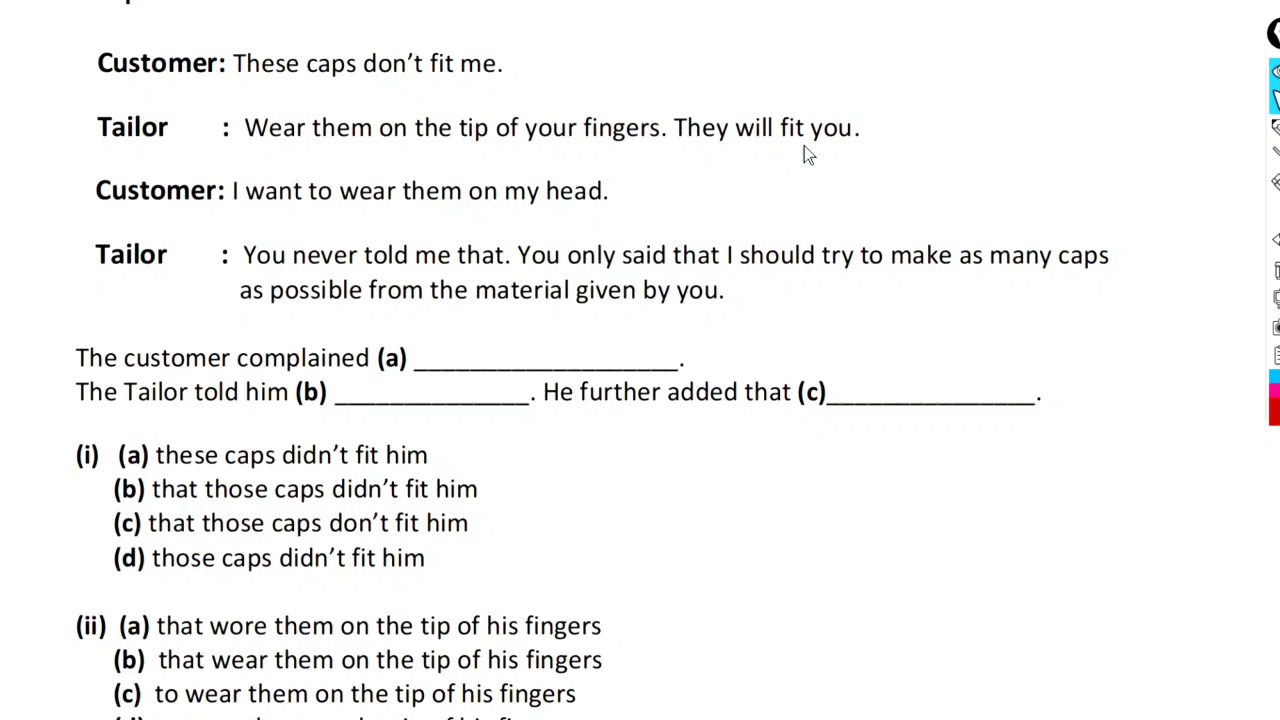 Customer: These caps don't fit me.
Tailor : Wear them on the tip of your fingers. They will fit you.
Customer: I want to wear them on my head.
Tailor : You never told me that. You only said that I should try to make as many caps
as possible from the material given by you.
The customer complained (a) ___________________.
The Tailor told him (b) ______________. He further added that (c)_______________.
(i) (a) these caps didn't fit him
(b) that those caps didn't fit him
(c) that those caps don't fit him
(d) those caps didn't fit him
(ii) (a) that wore them on the tip of his fingers
(b) that wear them on the tip of his fingers
(c) to wear them on the tip of his fingers